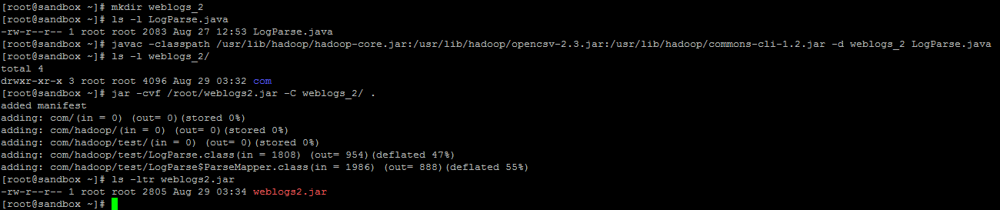 [root@sandbox ~]# mkdir weblogs_2
[root@sandbox ~]# ls -l LogParse.java
-rw-r--r-- 1 root root 2083 Aug 27 12:53 LogParse.java
[root@sandbox ~]# javac -classpath /usr/lib/hadoop/hadoop-core.jar:/usr/lib/hadoop/opencsv-2.3.jar:/usr/lib/hadoop/commons-cli-1.2.jar -d weblogs_2 LogParse.java
[root@sandbox ~]# ls -l weblogs_2/
total 4
drwxr-xr-x 3 root root 4096 Aug 29 03:32 com
[root@sandbox ~]# jar -cvf /root/weblogs2.jar -C weblogs_2/ .
added manifest
adding: com/(in = 0) (out= 0)(stored 0%)
adding: com/hadoop/(in = 0) (out= 0)(stored 0%)
adding: com/hadoop/test/(in = 0) (out= 0)(stored 0%)
adding: com/hadoop/test/LogParse.class(in = 1808) (out= 954)(deflated 47%)
adding: com/hadoop/test/LogParse$ParseMapper.class(in = 1986) (out= 888)(deflated 55%)
[root@sandbox ~]# ls -ltr weblogs2.jar
-rw-r--r-- 1 root root 2805 Aug 29 03:34 weblogs2.jar
[root@sandbox ~]#